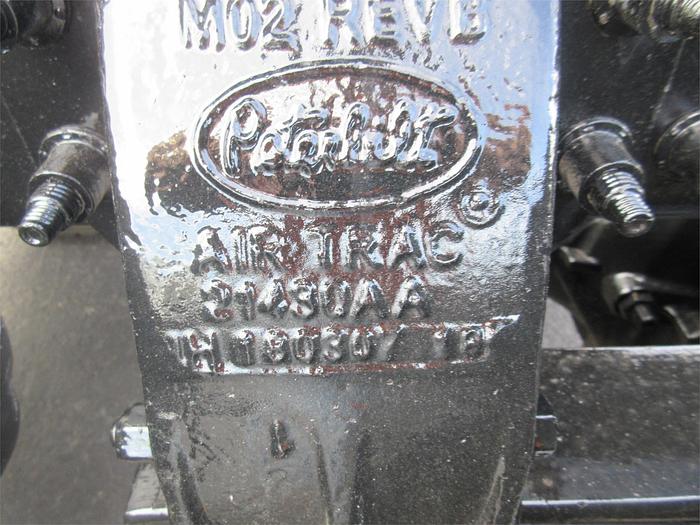 M02 REV B
Peterbilt
AIR TRAC
21430AA